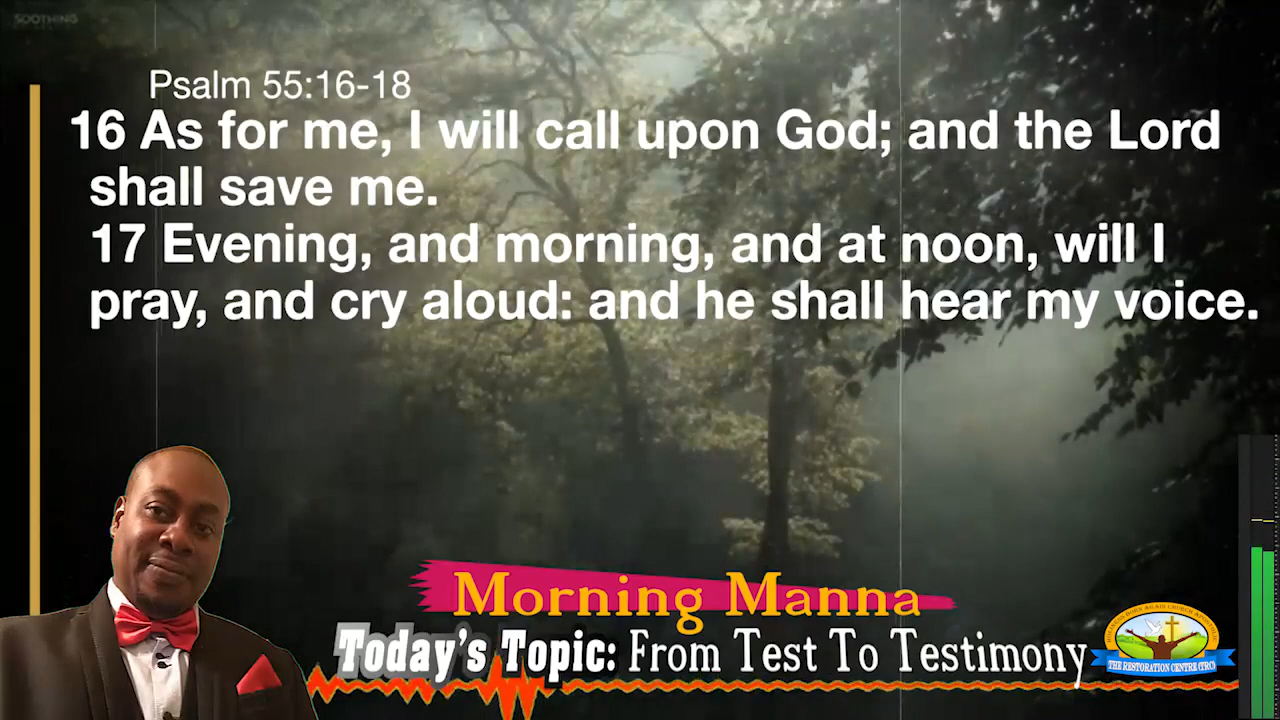 SOOTHING
Psalm 55:16-18
16 As for me, I will call upon God; and the Lord
shall save me.
17 Evening, and morning, and at noon, will I
pray, and cry aloud: and he shall hear my voice.
Morning Manna
Today's Topic: From Test To Testimony
THE RESTORATION CENTRE (TRC)